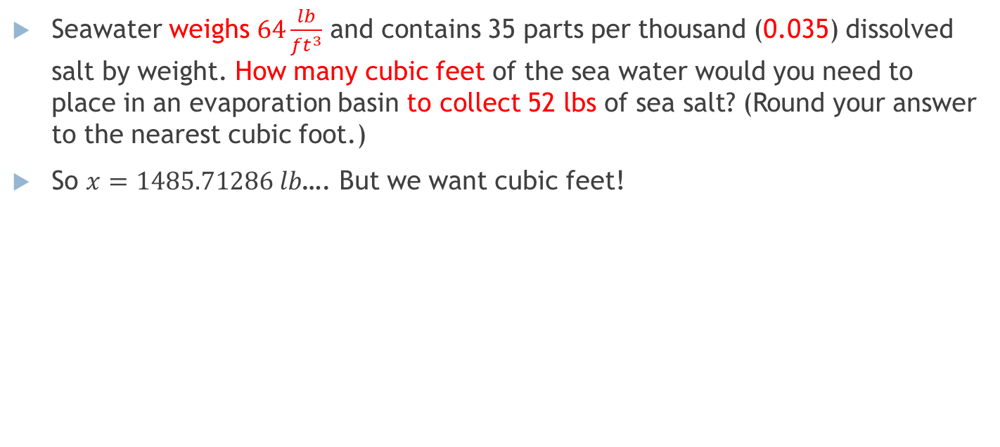 ▶ Seawater weighs 64 lb/ft³ and contains 35 parts per thousand (0.035) dissolved
salt by weight. How many cubic feet of the sea water would you need to
place in an evaporation basin to collect 52 lbs of sea salt? (Round your answer
to the nearest cubic foot.)
▶ So x = 1485.71286 lb.... But we want cubic feet!